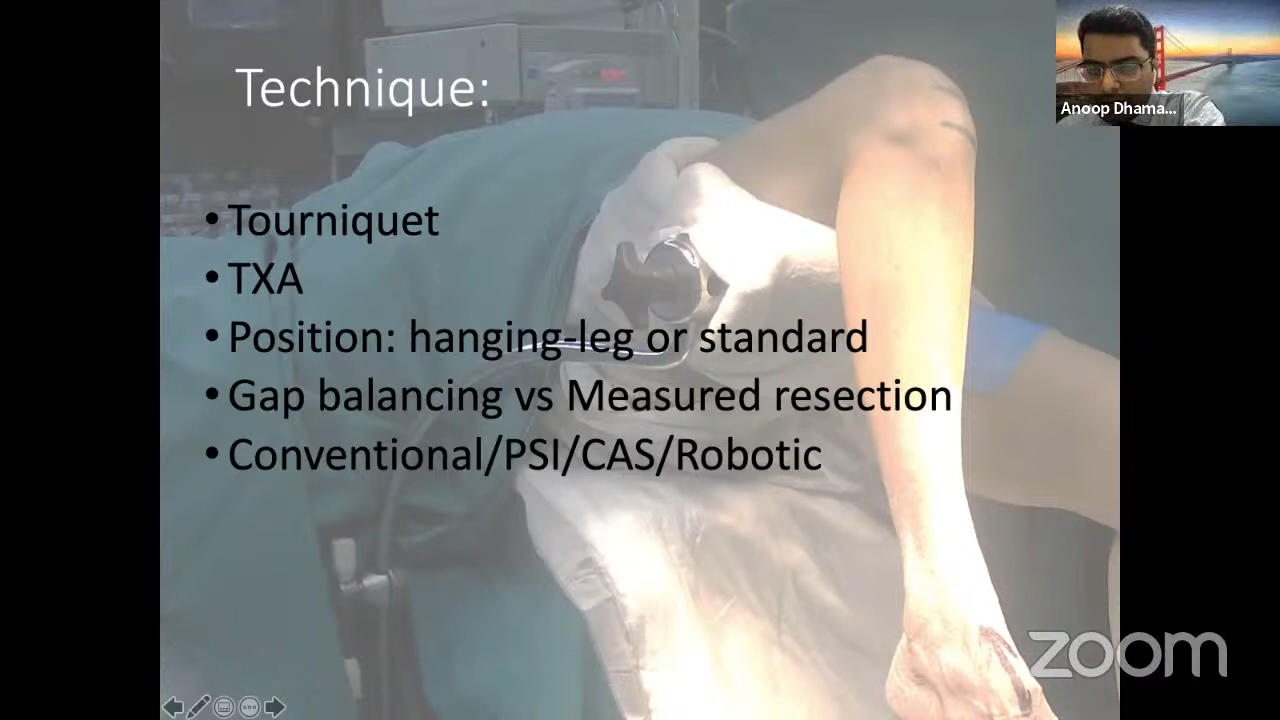 Technique:
Anoop Dhama...
• Tourniquet
• TXA
• Position: hanging-leg or standard
• Gap balancing vs Measured resection
• Conventional/PSI/CAS/Robotic
zoom